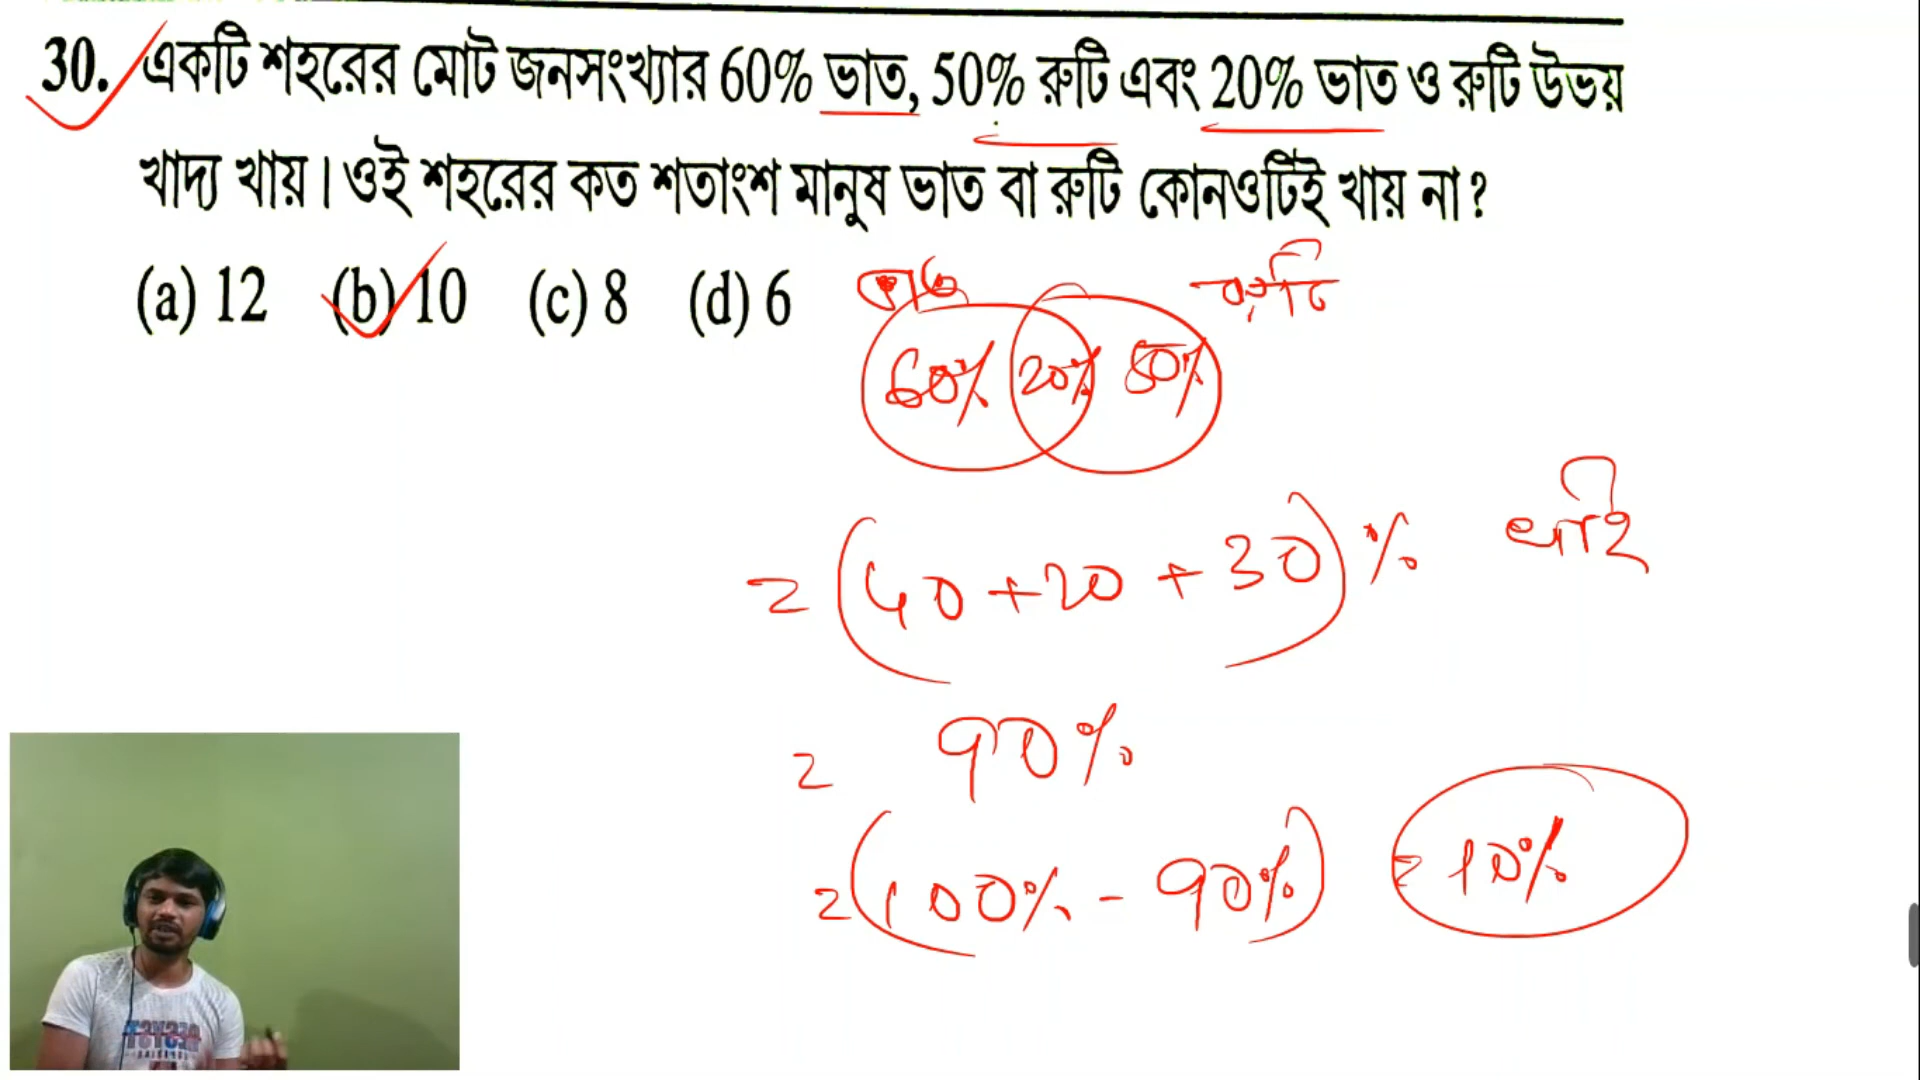 30. একটি শহরের মোট জনসংখ্যার 60% ভাত, 50% রুটি এবং 20% ভাত ও রুটি উভয়
খাদ্য খায়। ওই শহরের কত শতাংশ মানুষ ভাত বা রুটি কোনওটিই খায় না?
(a) 12 (b) 10 (c) 8 (d) 6
ভাত রুটি
60% 20% 50%
= (40 + 20 + 30) %
= 90%
= (100% - 90%) = 10%